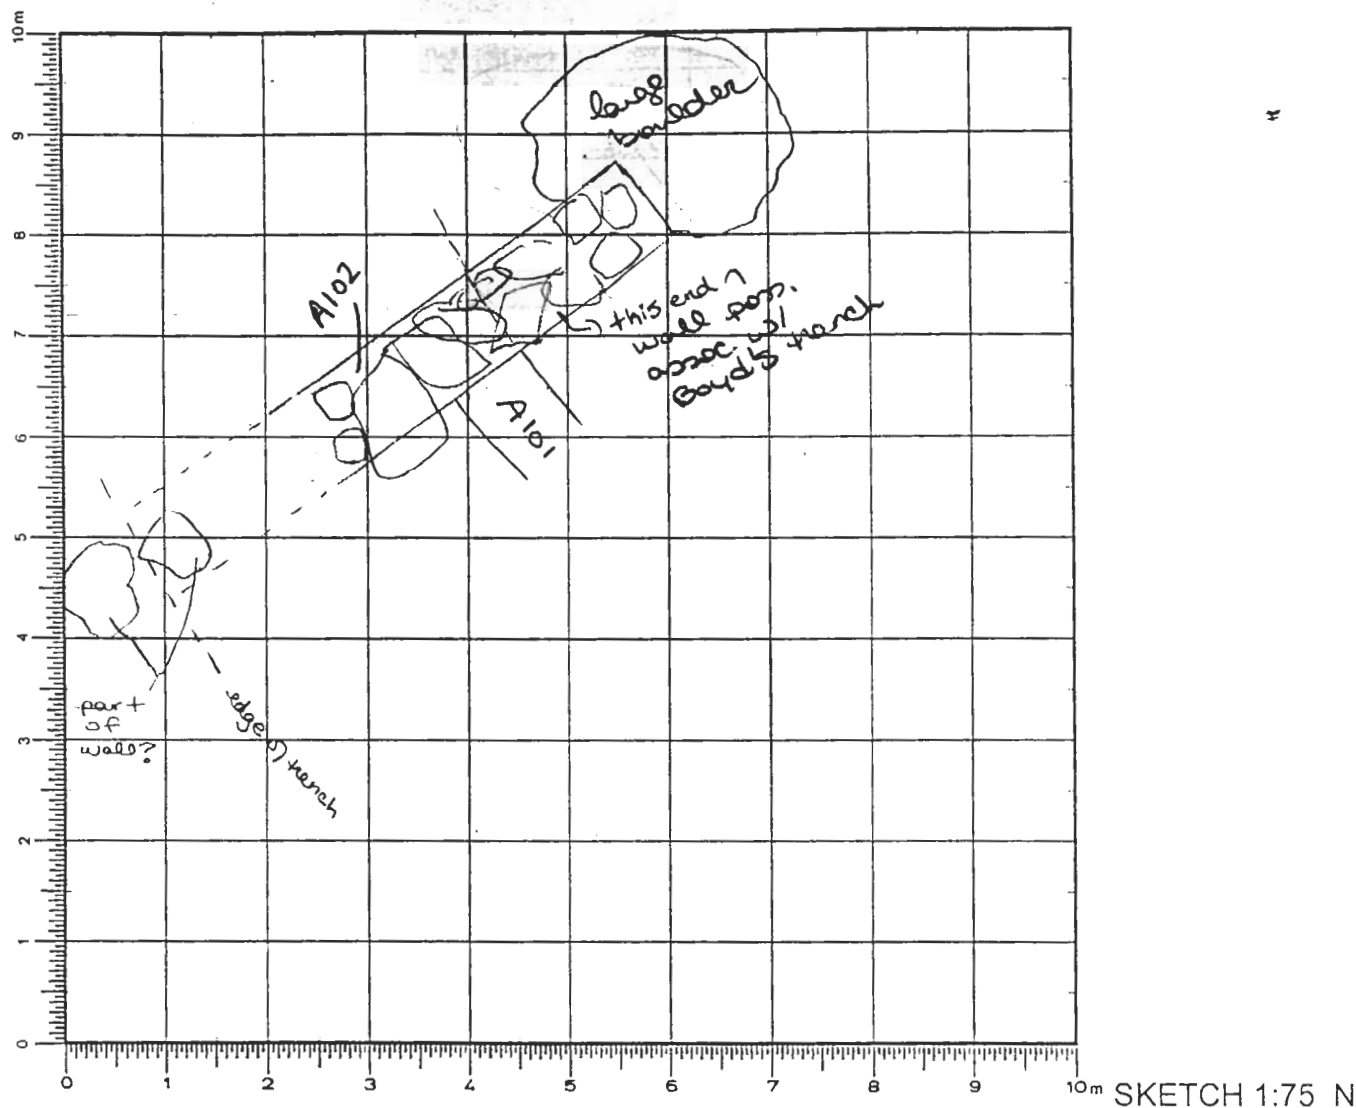 10m
9
8
7
6
5
4
3
2
1
0
large
boulder
A102
this end of
wall poss.
assoc. w/
Boyd's trench
A101
part
of
wall?
edge of trench
0 1 2 3 4 5 6 7 8 9 10m
SKETCH 1:75 N